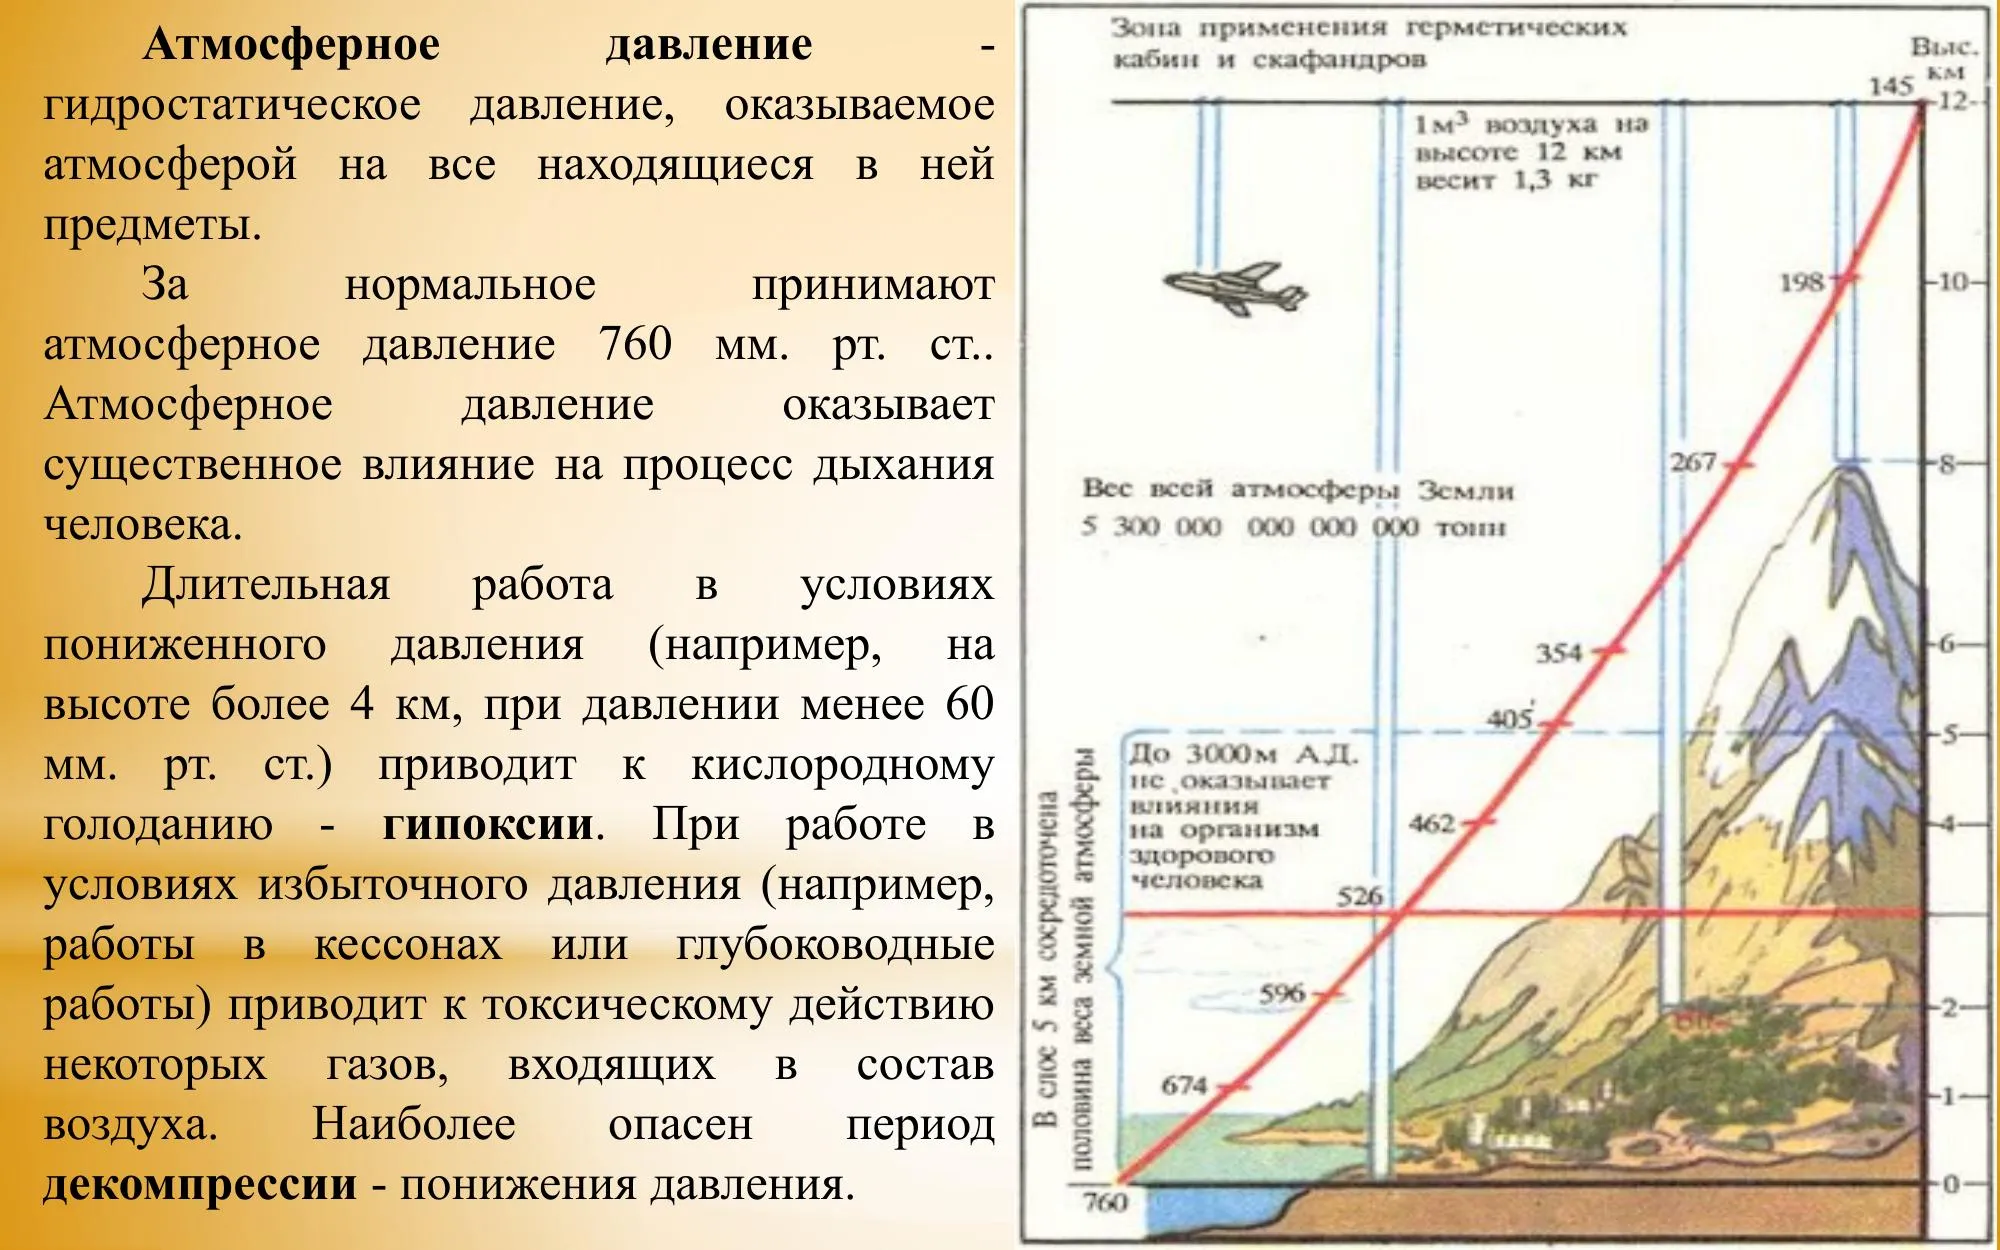 Атмосферное давление -
гидростатическое давление, оказываемое
атмосферой на все находящиеся в ней
предметы.
За нормальное принимают
атмосферное давление 760 мм. рт. ст..
Атмосферное давление оказывает
существенное влияние на процесс дыхания
человека.
Длительная работа в условиях
пониженного давления (например, на
высоте более 4 км, при давлении менее 60
мм. рт. ст.) приводит к кислородному
голоданию - гипоксии. При работе в
условиях избыточного давления (например,
работы в кессонах или глубоководные
работы) приводит к токсическому действию
некоторых газов, входящих в состав
воздуха. Наиболее опасен период
декомпрессии - понижения давления.
Зона применения герметических
кабин и скафандров
Выс.
км
145
12
1м³ воздуха на
высоте 12 км
весит 1,3 кг
198
10
267
8
Вес всей атмосферы Земли
5 300 000 000 000 000 тонн
354
6
405
5
До 3000м А.Д.
не оказывает
влияния
на организм
здорового
человека
462
4
526
В слое 5 км сосредоточена
половина веса земной атмосферы
596
2
674
1
0
760